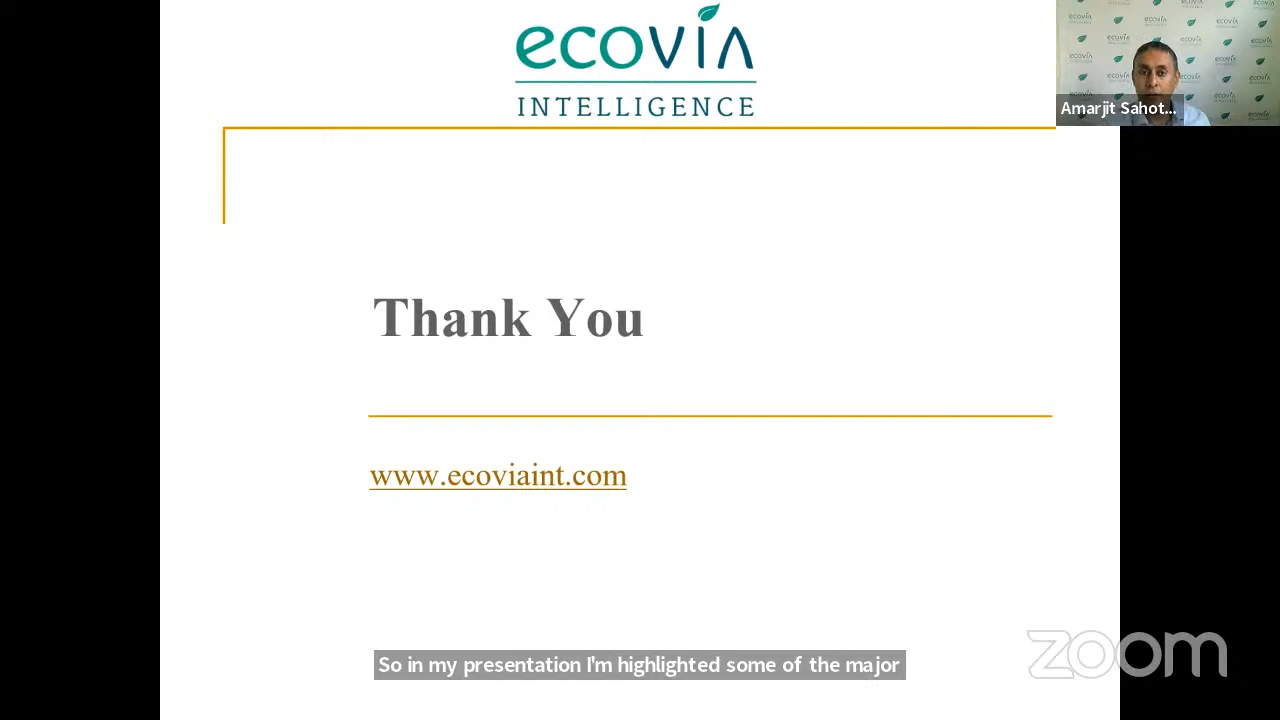 ecovia
INTELLIGENCE
Amarjit Sahot...
Thank You
www.ecoviaint.com
So in my presentation I'm highlighted some of the major
zoom